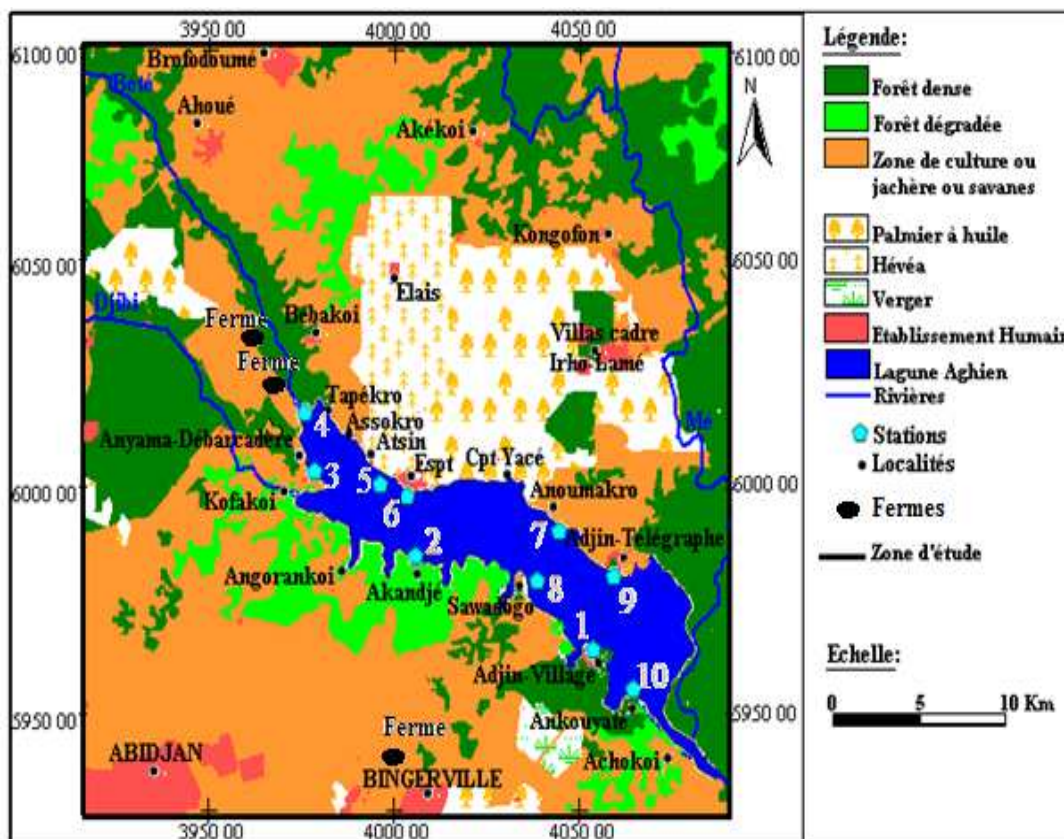 3950 00
4000 00
4050 00
6100 00
6100 00
Brofodoumé
Beté
Ahoué
Akékoi
N
Kongofon
6050 00
6050 00
Elais
Djibi
Ferme
Bébakoi
Villas cadre
Ferme
Irho-Lamé
Tapékro
4
Assokro
Mé
Anyama-Débarcadère
Atsin
3
5
Espt
Cpt Yacé
6000 00
6000 00
Kofakoi
6
Anoumakro
7
Adjin-Télégraphe
2
Angorankoi
Akandjé
8
9
Sawadogo
1
Adjin-Village
10
5950 00
5950 00
Ankouyaté
Ferme
ABIDJAN
Achokoi
BINGERVILLE
3950 00
4000 00
4050 00
Légende:
Forêt dense
Forêt dégradée
Zone de culture ou
jachère ou savanes
Palmier à huile
Hévéa
Verger
Etablissement Humain
Lagune Aghien
Rivières
Stations
Localités
Fermes
Zone d'étude
Echelle:
0 5 10 Km